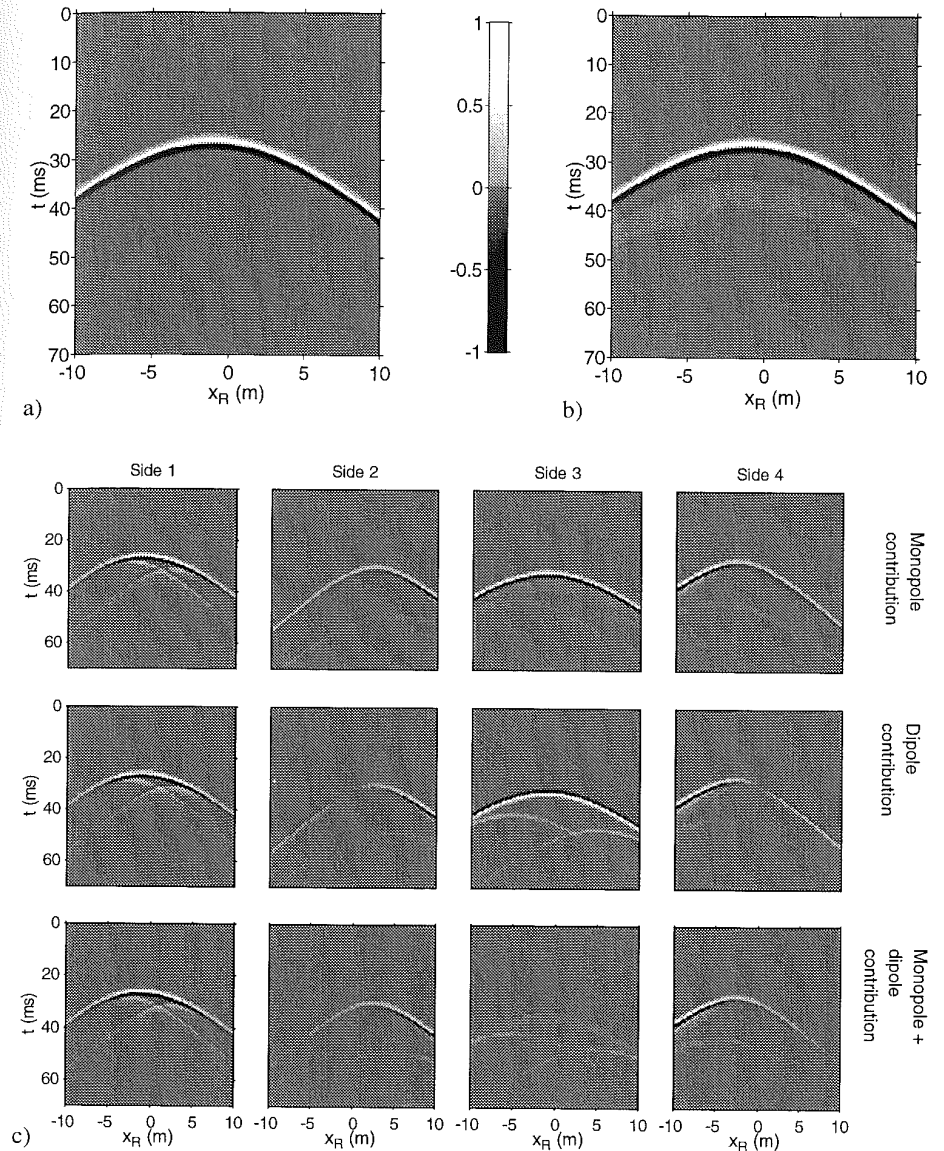 0
10
20
30
40
50
60
70
t (ms)
-10 -5 0 5 10
x_R (m)
a)
1
0.5
0
-0.5
-1
0
10
20
30
40
50
60
70
t (ms)
-10 -5 0 5 10
x_R (m)
b)
Side 1 Side 2 Side 3 Side 4
0
20
40
60
t (ms)
Monopole
contribution
0
20
40
60
t (ms)
Dipole
contribution
0
20
40
60
t (ms)
Monopole +
dipole
contribution
-10 -5 0 5 10 -10 -5 0 5 10 -10 -5 0 5 10 -10 -5 0 5 10
x_R (m) x_R (m) x_R (m) x_R (m)
c)